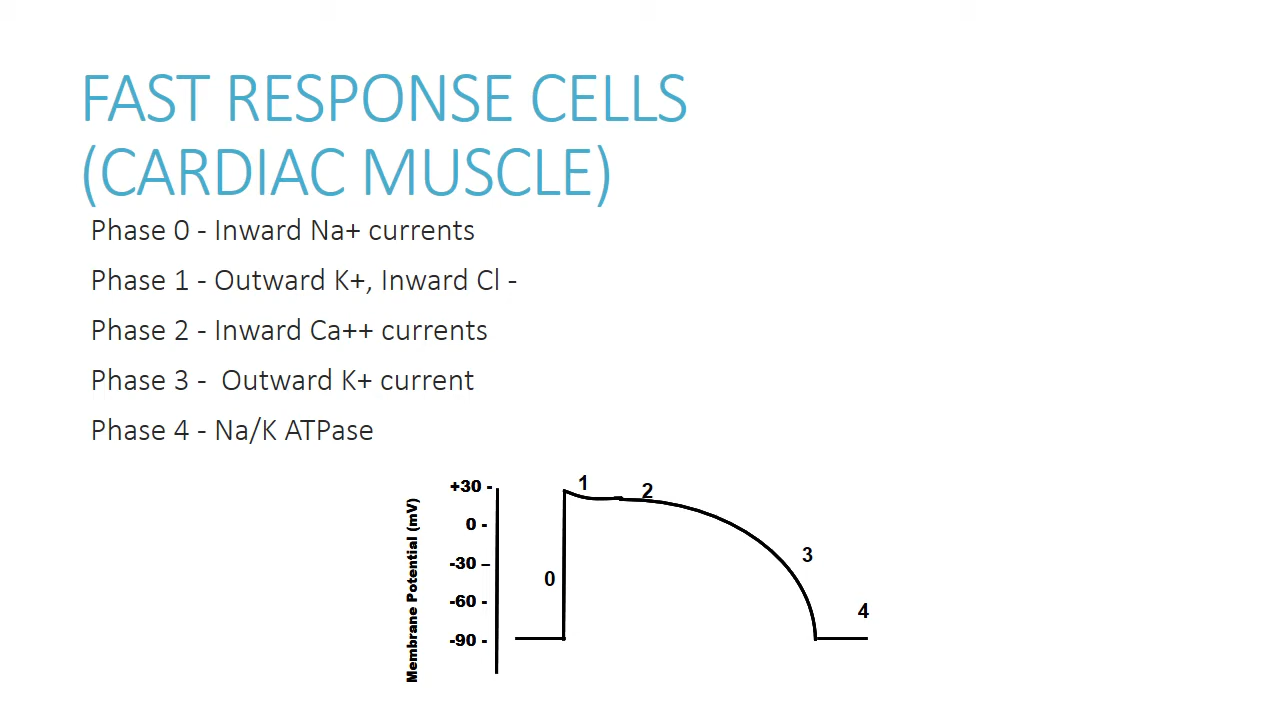 FAST RESPONSE CELLS
(CARDIAC MUSCLE)
Phase 0 - Inward Na+ currents
Phase 1 - Outward K+, Inward Cl -
Phase 2 - Inward Ca++ currents
Phase 3 -  Outward K+ current
Phase 4 - Na/K ATPase
Membrane Potential (mV)
+30 -
0 -
-30 –
-60 -
-90 -
0
1
2
3
4